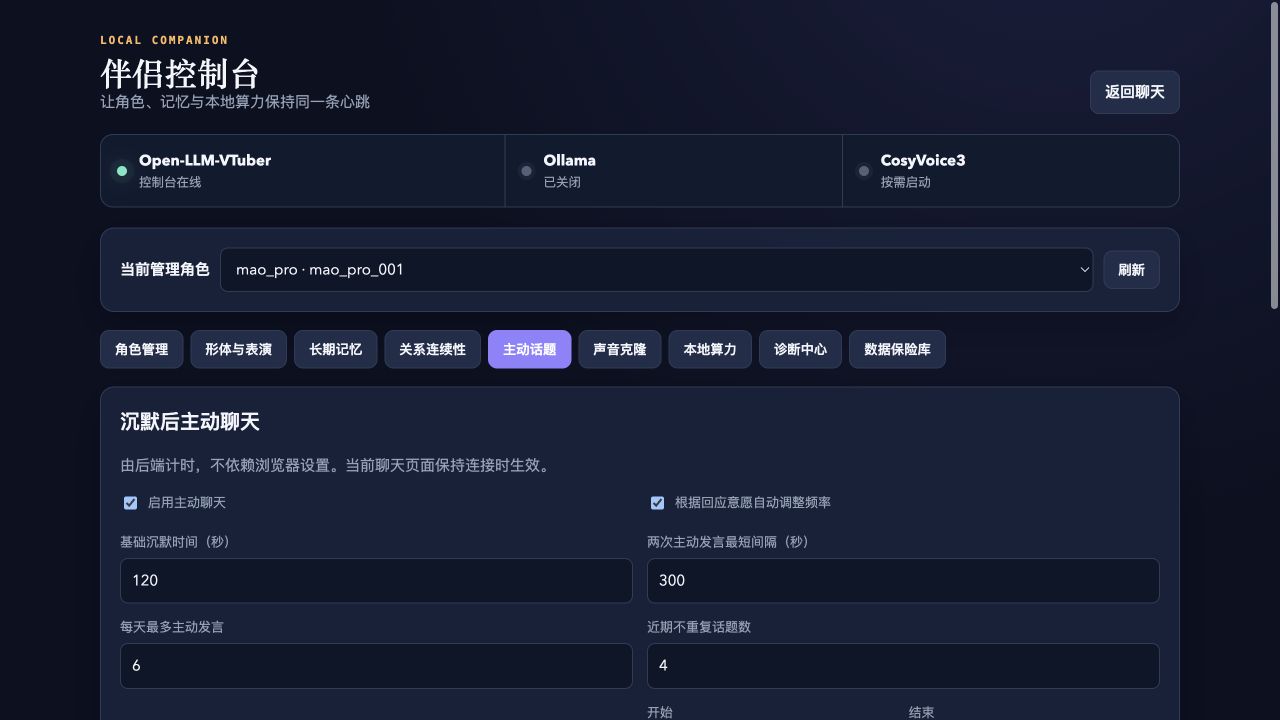 LOCAL COMPANION
伴侣控制台
让角色、记忆与本地算力保持同一条心跳
返回聊天
Open-LLM-VTuber
控制台在线
Ollama
已关闭
CosyVoice3
按需启动
当前管理角色
mao_pro · mao_pro_001
刷新
角色管理
形体与表演
长期记忆
关系连续性
主动话题
声音克隆
本地算力
诊断中心
数据保险库
沉默后主动聊天
由后端计时，不依赖浏览器设置。当前聊天页面保持连接时生效。
启用主动聊天
根据回应意愿自动调整频率
基础沉默时间（秒）
两次主动发言最短间隔（秒）
120
300
每天最多主动发言
近期不重复话题数
6
4
开始
结束